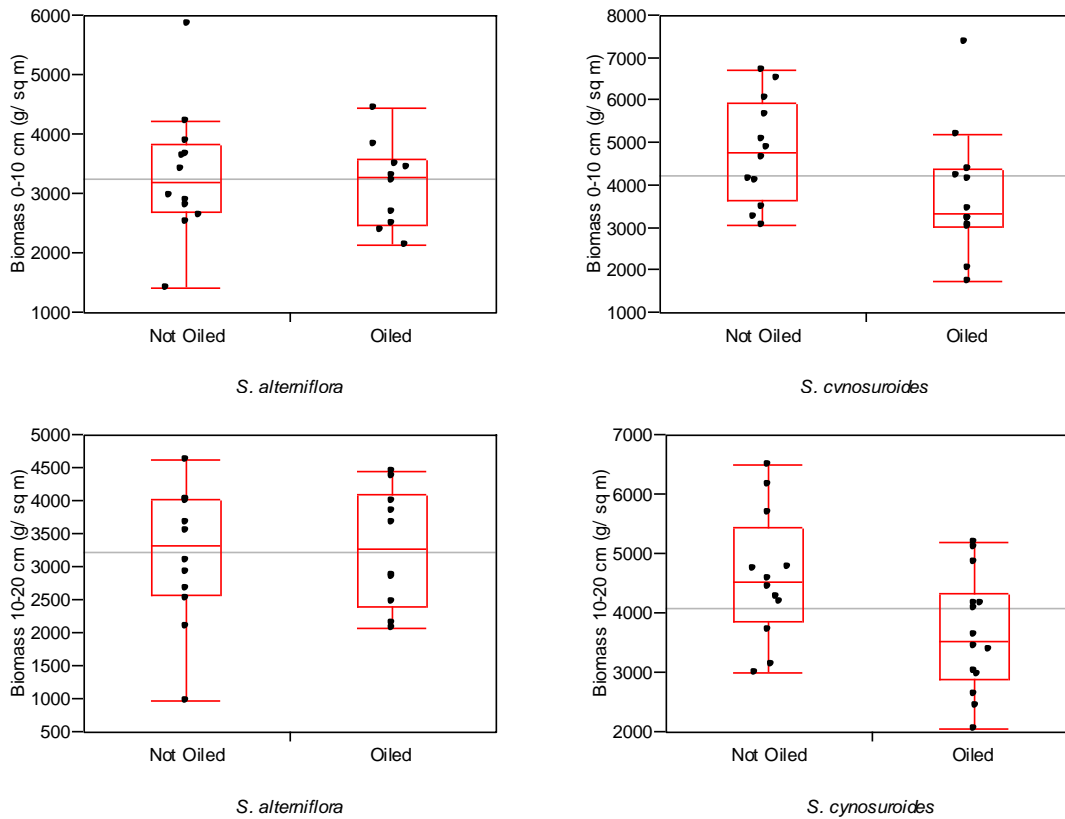 Biomass 0-10 cm (g/ sq m)
6000
5000
4000
3000
2000
1000
Not Oiled
Oiled
S. alterniflora
Biomass 0-10 cm (g/ sq m)
8000
7000
6000
5000
4000
3000
2000
1000
Not Oiled
Oiled
S. cvnosuroides
Biomass 10-20 cm (g/ sq m)
5000
4500
4000
3500
3000
2500
2000
1500
1000
500
Not Oiled
Oiled
S. alterniflora
Biomass 10-20 cm (g/ sq m)
7000
6000
5000
4000
3000
2000
Not Oiled
Oiled
S. cynosuroides